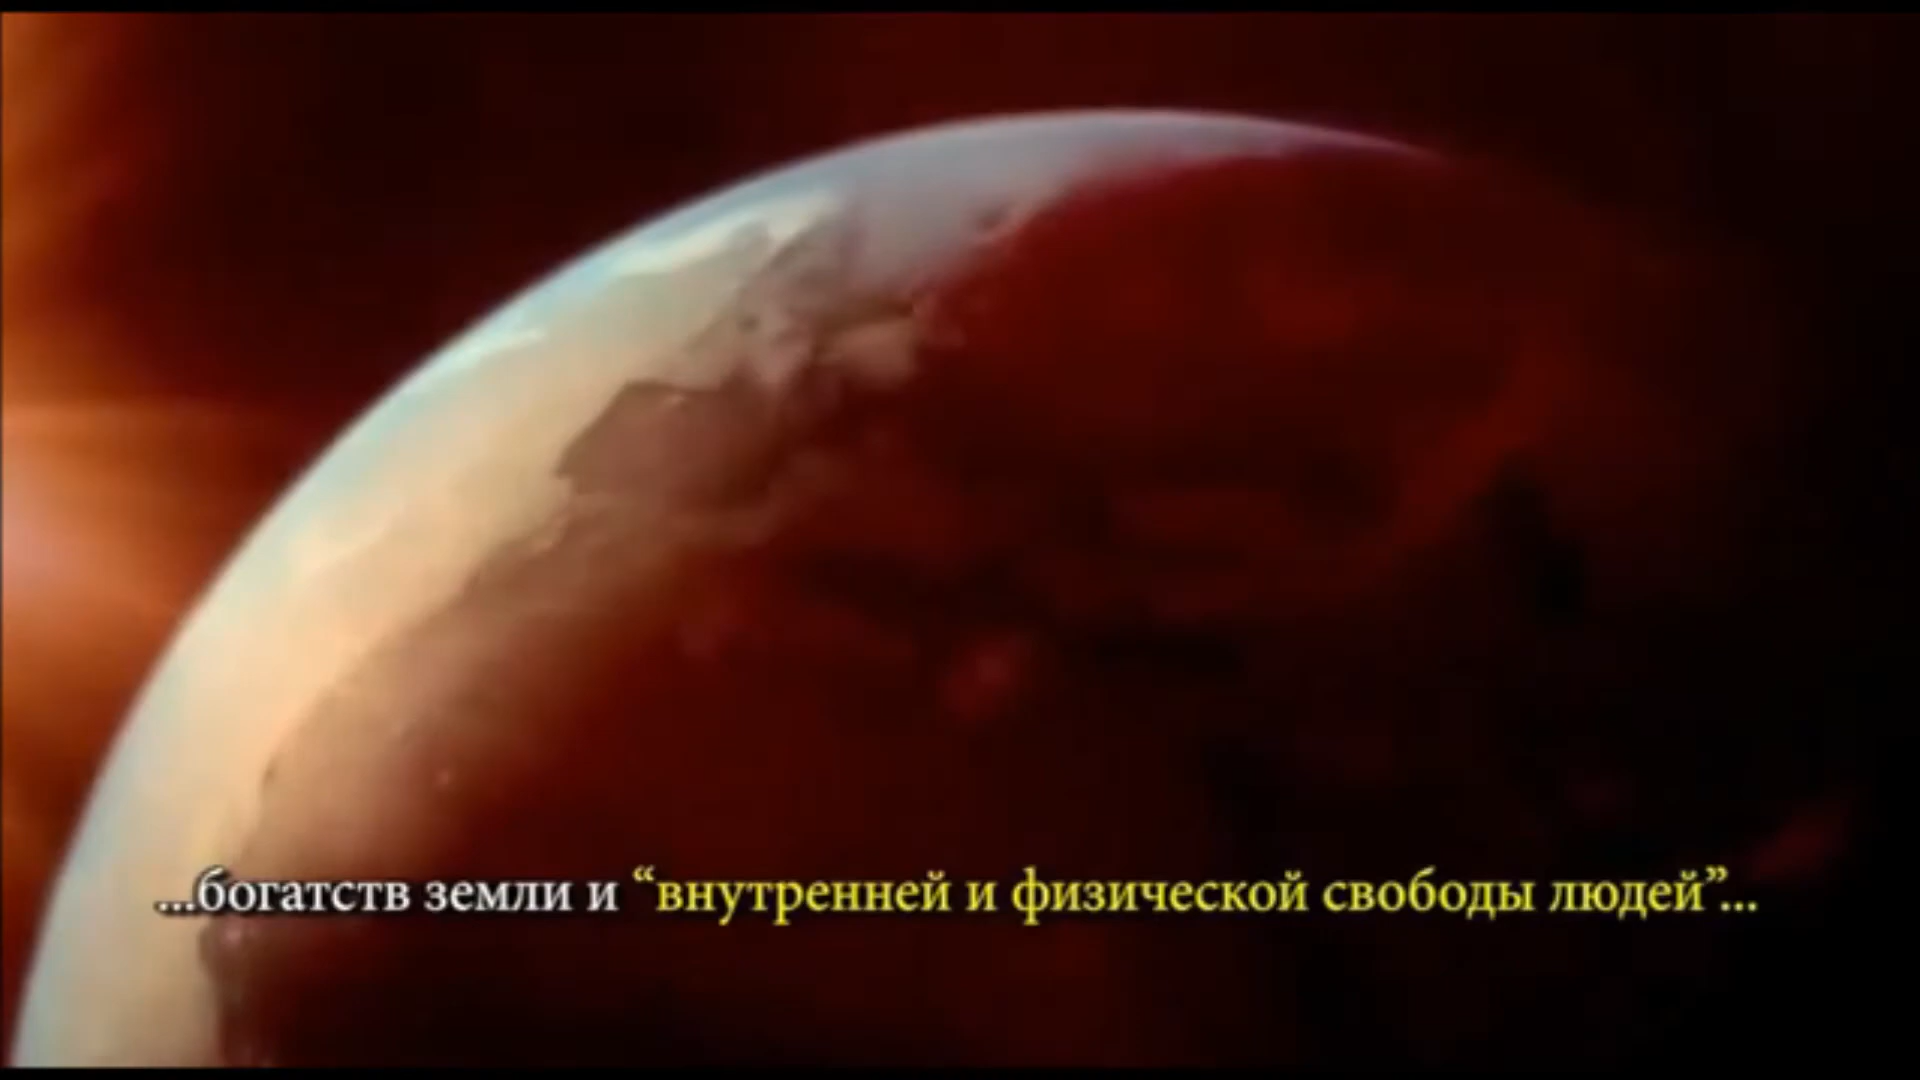 ...богатств земли и “внутренней и физической свободы людей”...